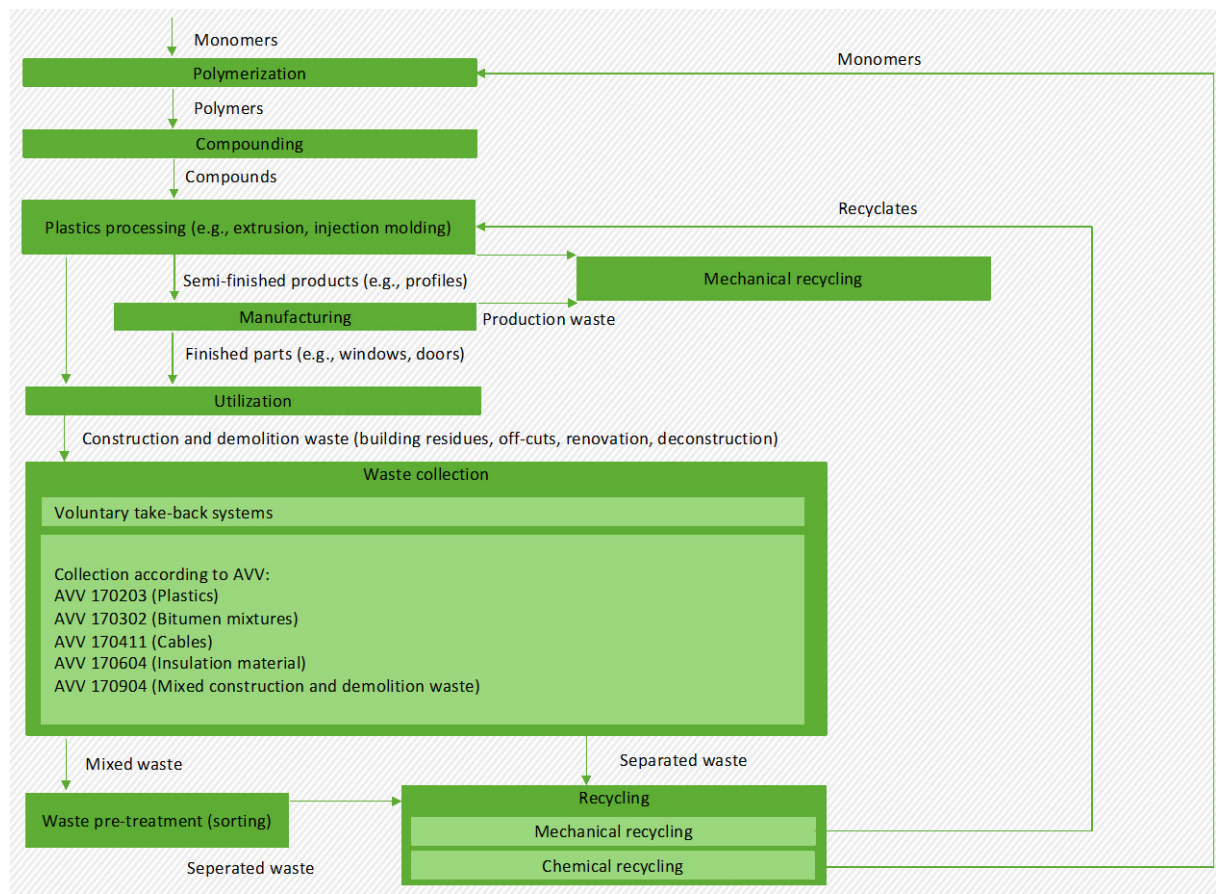 Monomers
Monomers
Polymerization
Polymers
Compounding
Compounds
Recyclates
Plastics processing (e.g., extrusion, injection molding)
Semi-finished products (e.g., profiles)
Mechanical recycling
Manufacturing
Production waste
Finished parts (e.g., windows, doors)
Utilization
Construction and demolition waste (building residues, off-cuts, renovation, deconstruction)
Waste collection
Voluntary take-back systems
Collection according to AVV:
AVV 170203 (Plastics)
AVV 170302 (Bitumen mixtures)
AVV 170411 (Cables)
AVV 170604 (Insulation material)
AVV 170904 (Mixed construction and demolition waste)
Mixed waste
Separated waste
Waste pre-treatment (sorting)
Seperated waste
Recycling
Mechanical recycling
Chemical recycling